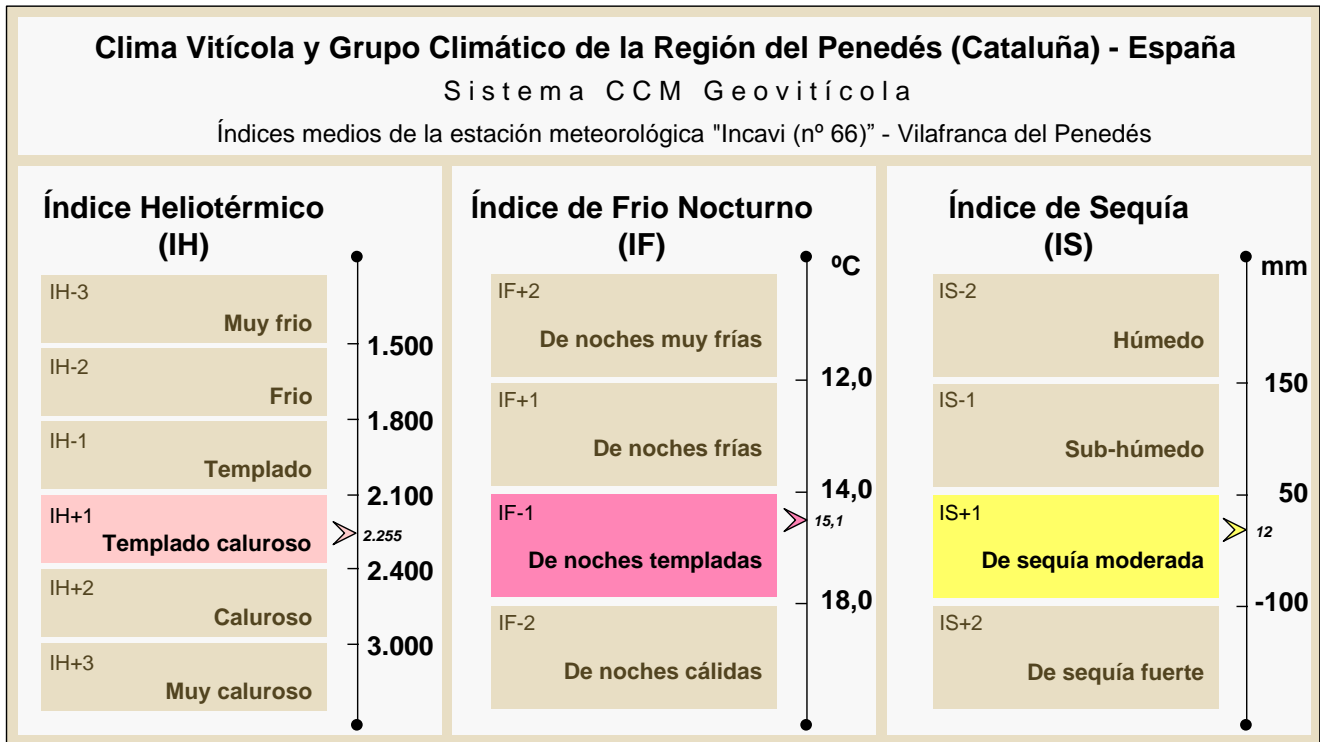 Clima Vitícola y Grupo Climático de la Región del Penedés (Cataluña) - España
Sistema CCM Geovitícola
Índices medios de la estación meteorológica "Incavi (nº 66)” - Vilafranca del Penedés
Índice Heliotérmico
(IH)
IH-3
Muy frio
1.500
IH-2
Frio
1.800
IH-1
Templado
2.100
IH+1
Templado caluroso
2.255
2.400
IH+2
Caluroso
3.000
IH+3
Muy caluroso
Índice de Frio Nocturno
(IF)
ºC
IF+2
De noches muy frías
12,0
IF+1
De noches frías
14,0
IF-1
15,1
De noches templadas
18,0
IF-2
De noches cálidas
Índice de Sequía
(IS)
mm
IS-2
Húmedo
150
IS-1
Sub-húmedo
50
IS+1
12
De sequía moderada
-100
IS+2
De sequía fuerte